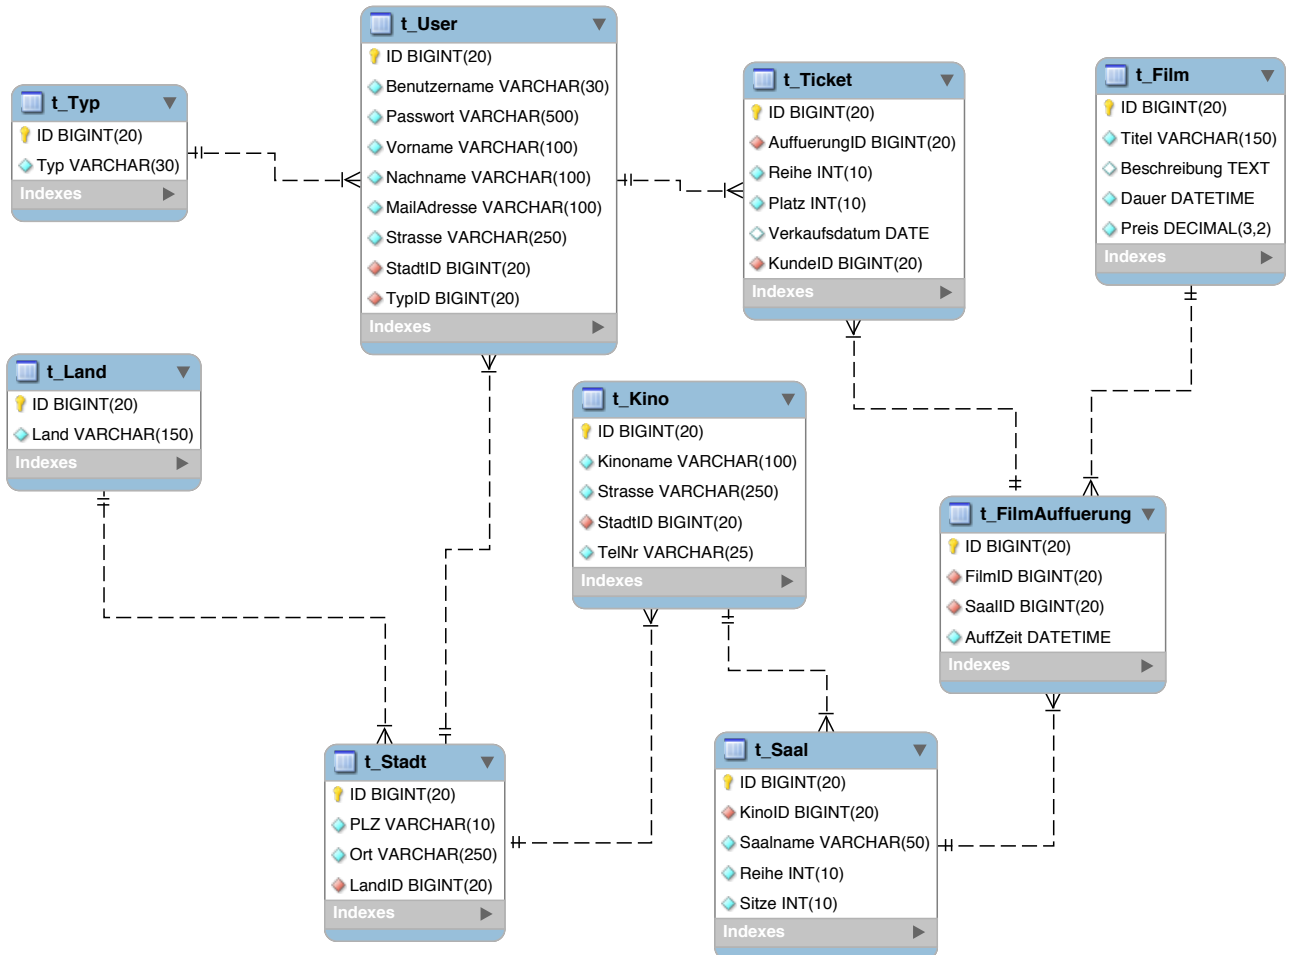 t_User
ID BIGINT(20)
Benutzername VARCHAR(30)
Passwort VARCHAR(500)
Vorname VARCHAR(100)
Nachname VARCHAR(100)
MailAdresse VARCHAR(100)
Strasse VARCHAR(250)
StadtID BIGINT(20)
TypID BIGINT(20)
Indexes
t_Typ
ID BIGINT(20)
Typ VARCHAR(30)
Indexes
t_Ticket
ID BIGINT(20)
AuffuerungID BIGINT(20)
Reihe INT(10)
Platz INT(10)
Verkaufsdatum DATE
KundeID BIGINT(20)
Indexes
t_Film
ID BIGINT(20)
Titel VARCHAR(150)
Beschreibung TEXT
Dauer DATETIME
Preis DECIMAL(3,2)
Indexes
t_Land
ID BIGINT(20)
Land VARCHAR(150)
Indexes
t_Kino
ID BIGINT(20)
Kinoname VARCHAR(100)
Strasse VARCHAR(250)
StadtID BIGINT(20)
TelNr VARCHAR(25)
Indexes
t_FilmAuffuerung
ID BIGINT(20)
FilmID BIGINT(20)
SaalID BIGINT(20)
AuffZeit DATETIME
Indexes
t_Stadt
ID BIGINT(20)
PLZ VARCHAR(10)
Ort VARCHAR(250)
LandID BIGINT(20)
Indexes
t_Saal
ID BIGINT(20)
KinoID BIGINT(20)
Saalname VARCHAR(50)
Reihe INT(10)
Sitze INT(10)
Indexes